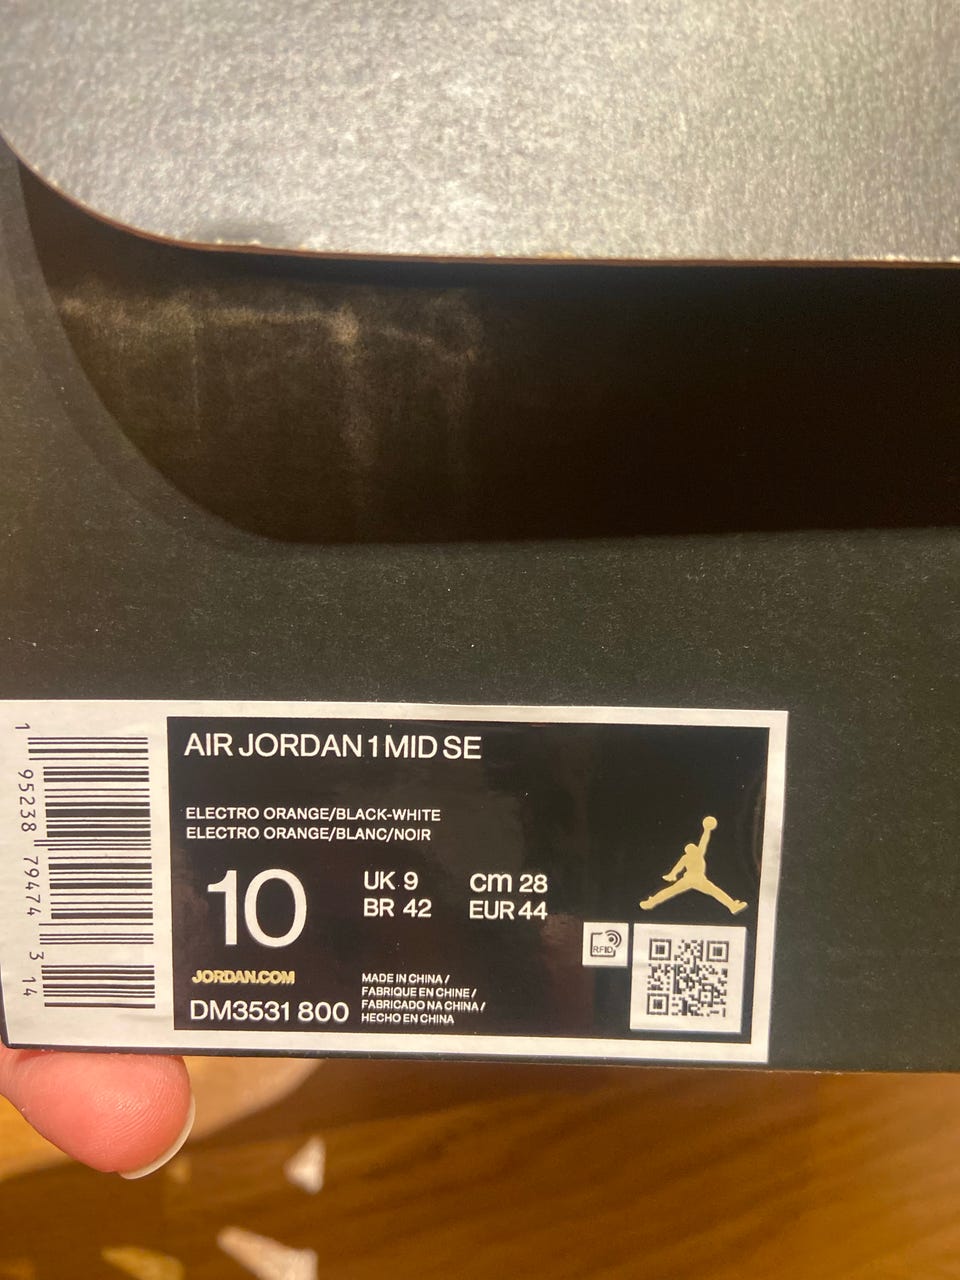 AIR JORDAN 1 MID SE
ELECTRO ORANGE/BLACK-WHITE
ELECTRO ORANGE/BLANC/NOIR
10
UK 9
cm 28
BR 42
EUR 44
RFID
JORDAN.COM
DM3531 800
MADE IN CHINA /
FABRIQUE EN CHINE /
FABRICADO NA CHINA /
HECHO EN CHINA
1 95238 79474 3 14